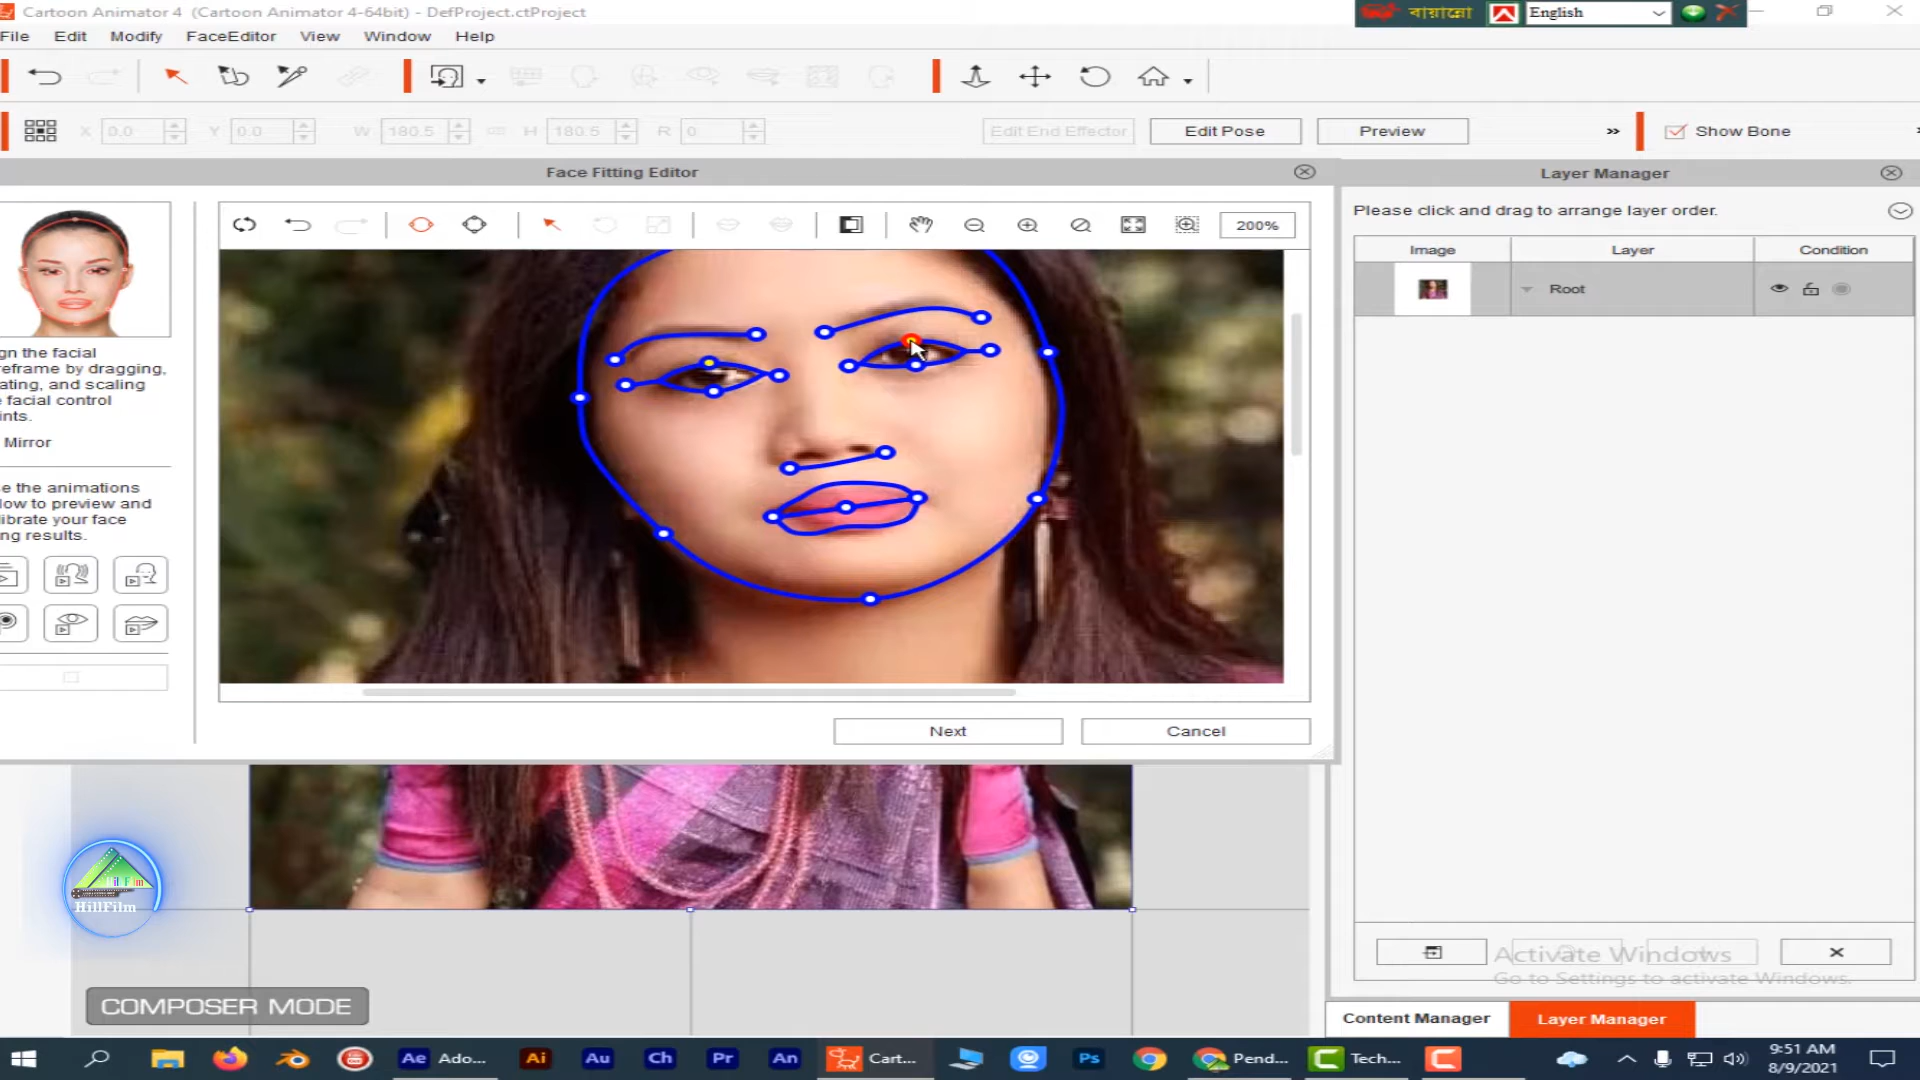 Cartoon Animator 4 (Cartoon Animator 4-64bit) - DefProject.ctProject
বায়ান্নো
English
File Edit Modify FaceEditor View Window Help
X 0.0 Y 0.0 W 180.5 H 180.5 R 0
Edit End Effector
Edit Pose
Preview
»
Show Bone
Face Fitting Editor
Layer Manager
200%
Please click and drag to arrange layer order.
Image Layer Condition
Root
gn the facial
reframe by dragging,
ating, and scaling
e facial control
ints.
Mirror
e the animations
low to preview and
librate your face
ng results.
Next
Cancel
HillFilm
COMPOSER MODE
Activate Windows
Go to Settings to activate Windows.
Content Manager
Layer Manager
Ae Ado...
Ai
Au
Ch
Pr
An
Cart...
Ps
Pend...
Tech...
9:51 AM
8/9/2021